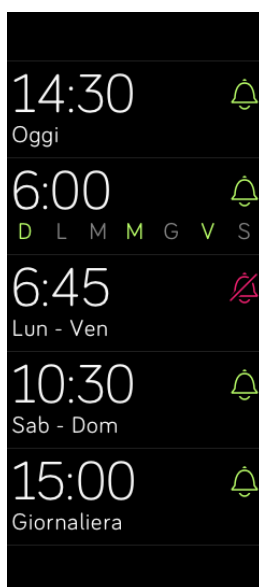 14:30
Oggi
6:00
D L M M G V S
6:45
Lun - Ven
10:30
Sab - Dom
15:00
Giornaliera